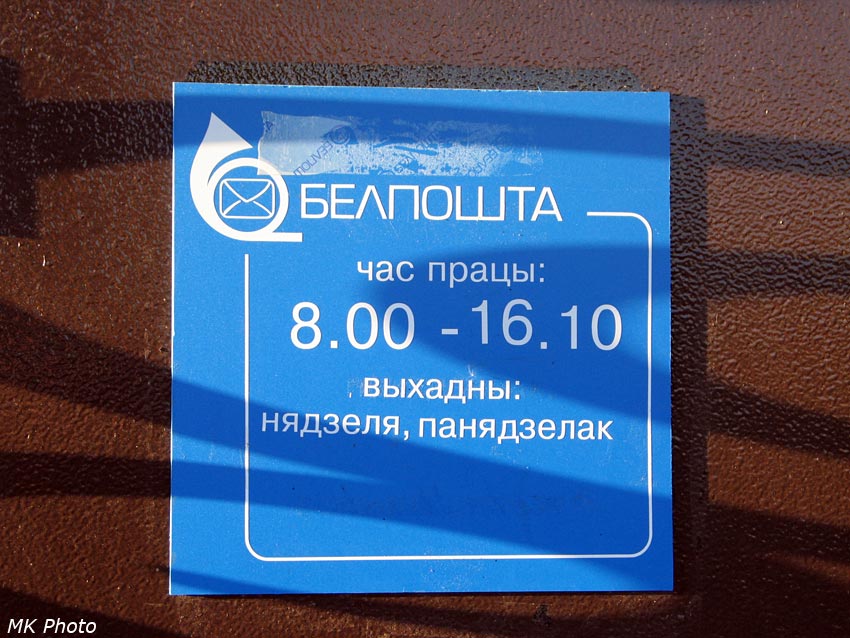 БЕЛПОШТА
час працы:
8.00 - 16.10
выхадны:
нядзеля, панядзелак
MK Photo